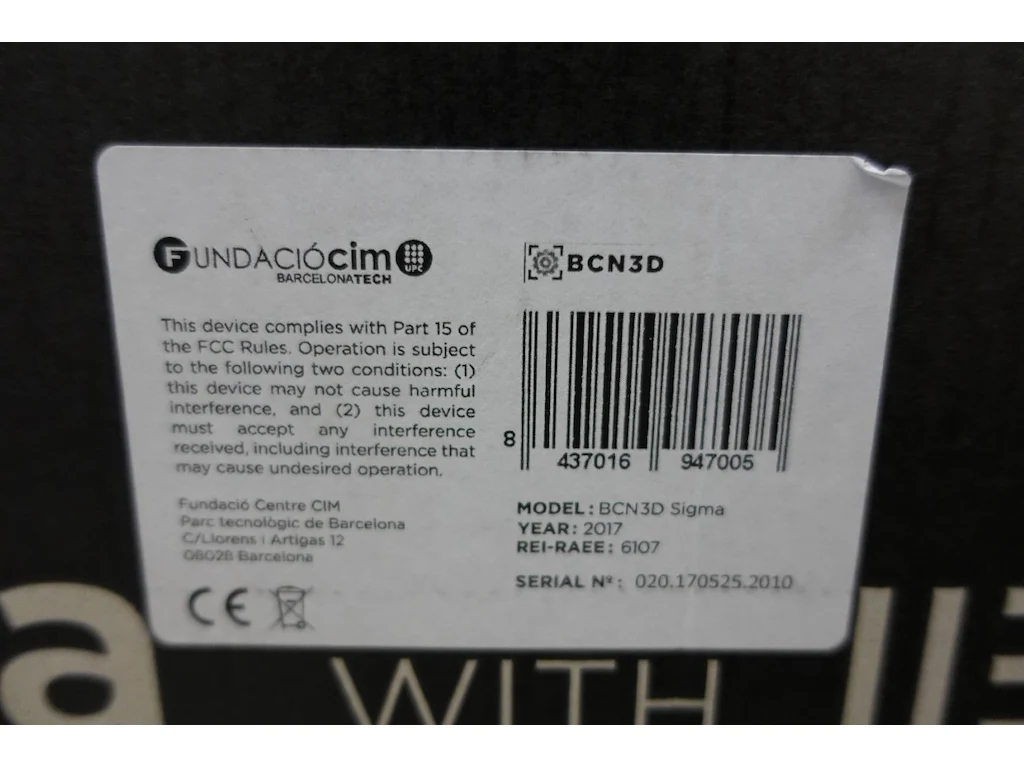 FUNDACIÓcim UPC
BARCELONATECH
This device complies with Part 15 of
the FCC Rules. Operation is subject
to the following two conditions: (1)
this device may not cause harmful
interference, and (2) this device
must accept any interference
received, including interference that
may cause undesired operation.
Fundació Centre CIM
Parc tecnològic de Barcelona
C/Llorens i Artigas 12
08028 Barcelona
CE
BCN3D
8 437016 947005
MODEL: BCN3D Sigma
YEAR: 2017
REI-RAEE: 6107
SERIAL Nº: 020.170525.2010
a
WITH